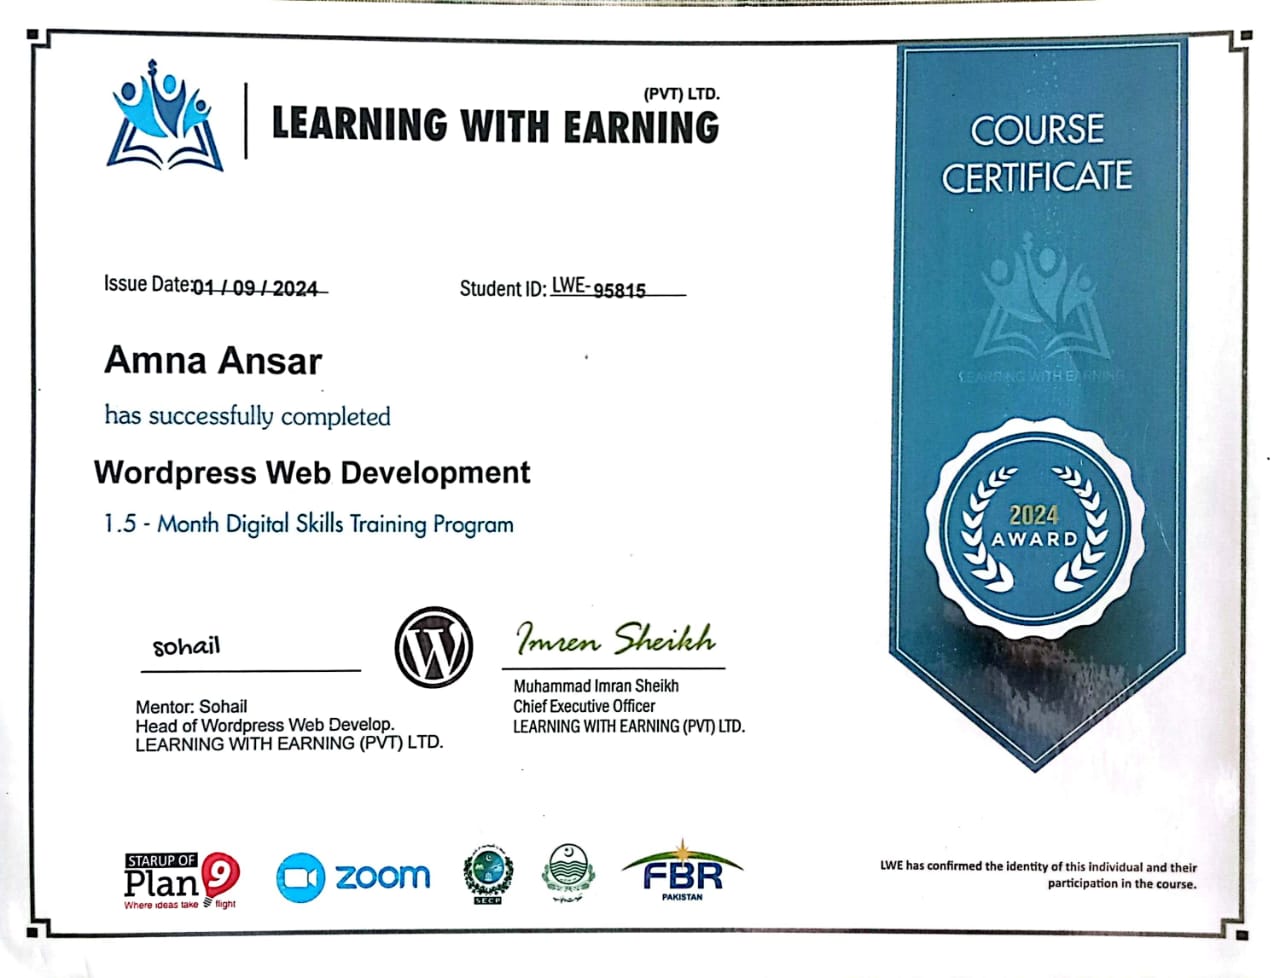 (PVT) LTD.
LEARNING WITH EARNING
COURSE
CERTIFICATE
LEARNING WITH EARNING
Issue Date:01/09/2024
Student ID: LWE-95815
Amna Ansar
has successfully completed
Wordpress Web Development
1.5 - Month Digital Skills Training Program
2024
AWARD
sohail
W
Imren Sheikh
Mentor: Sohail
Head of Wordpress Web Develop.
LEARNING WITH EARNING (PVT) LTD.
Muhammad Imran Sheikh
Chief Executive Officer
LEARNING WITH EARNING (PVT) LTD.
STARUP OF
Plan 9
Where ideas take flight
zoom
SECP
FBR
PAKISTAN
LWE has confirmed the identity of this individual and their
participation in the course.